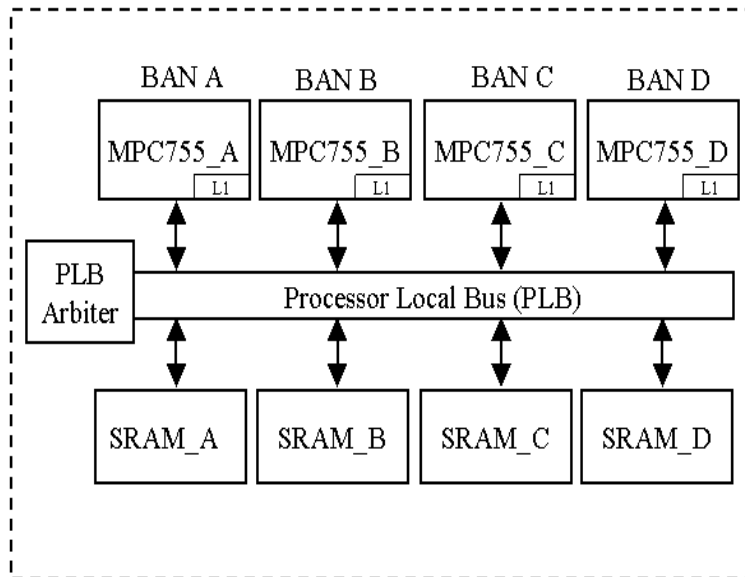 BAN A BAN B BAN C BAN D
MPC755_A MPC755_B MPC755_C MPC755_D
L1 L1 L1 L1
PLB
Arbiter
Processor Local Bus (PLB)
SRAM_A SRAM_B SRAM_C SRAM_D